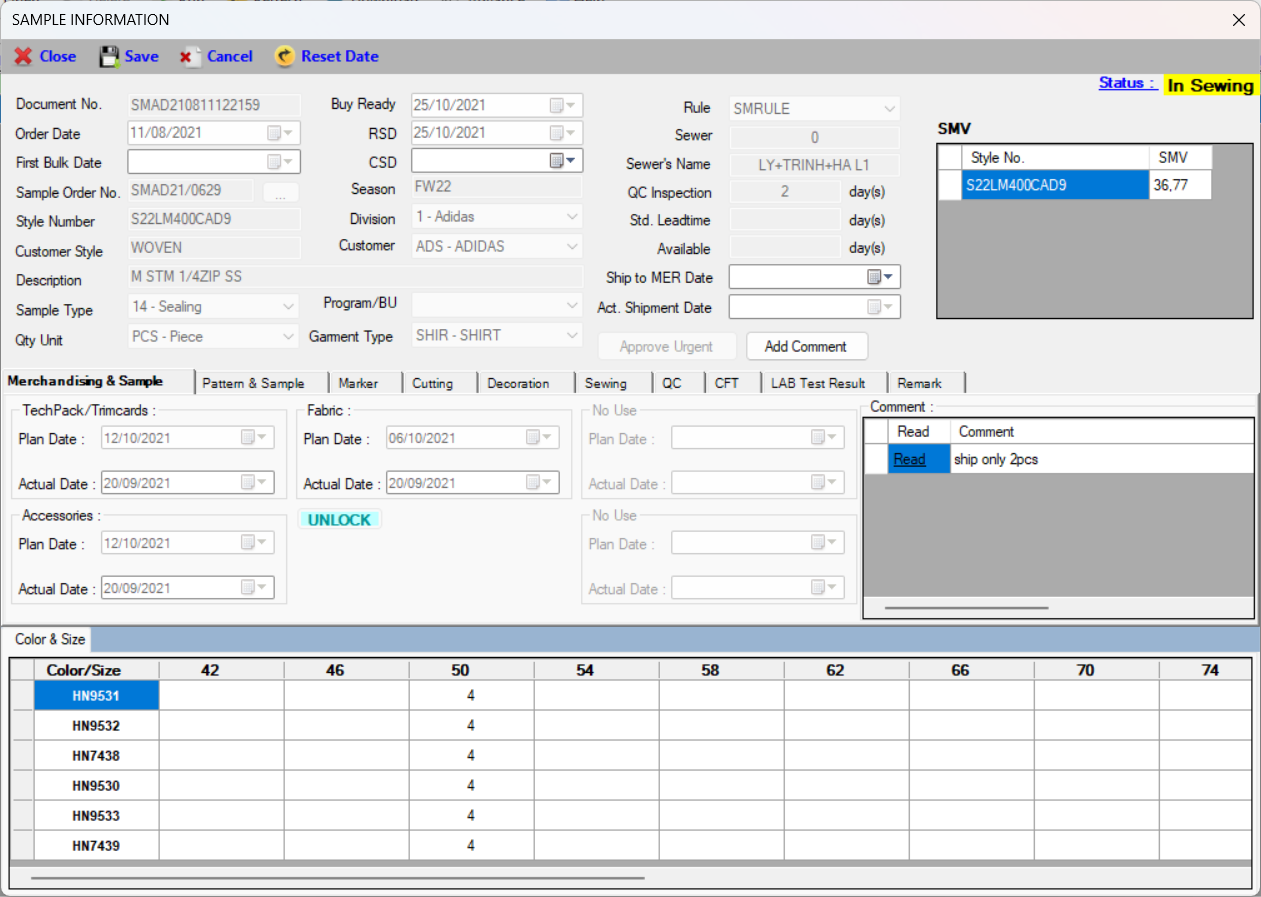 SAMPLE INFORMATION
Close Save Cancel Reset Date
Status : In Sewing
Document No. SMAD210811122159
Order Date 11/08/2021
First Bulk Date
Sample Order No. SMAD21/0629 ...
Style Number S22LM400CAD9
Customer Style WOVEN
Description M STM 1/4ZIP SS
Sample Type 14 - Sealing
Qty Unit PCS - Piece
Buy Ready 25/10/2021
RSD 25/10/2021
CSD
Season FW22
Division 1 - Adidas
Customer ADS - ADIDAS
Program/BU
Garment Type SHIR - SHIRT
Rule SMRULE
Sewer 0
Sewer's Name LY+TRINH+HA L1
QC Inspection 2 day(s)
Std. Leadtime day(s)
Available day(s)
Ship to MER Date
Act. Shipment Date
Approve Urgent Add Comment
SMV
Style No. SMV
S22LM400CAD9 36,77
Merchandising & Sample Pattern & Sample Marker Cutting Decoration Sewing QC CFT LAB Test Result Remark
TechPack/Trimcards :
Plan Date : 12/10/2021
Actual Date : 20/09/2021
Fabric :
Plan Date : 06/10/2021
Actual Date : 20/09/2021
No Use
Plan Date :
Actual Date :
Accessories :
Plan Date : 12/10/2021
Actual Date : 20/09/2021
UNLOCK
No Use
Plan Date :
Actual Date :
Comment :
Read Comment
Read ship only 2pcs
Color & Size
Color/Size 42 46 50 54 58 62 66 70 74
HN9531 4
HN9532 4
HN7438 4
HN9530 4
HN9533 4
HN7439 4